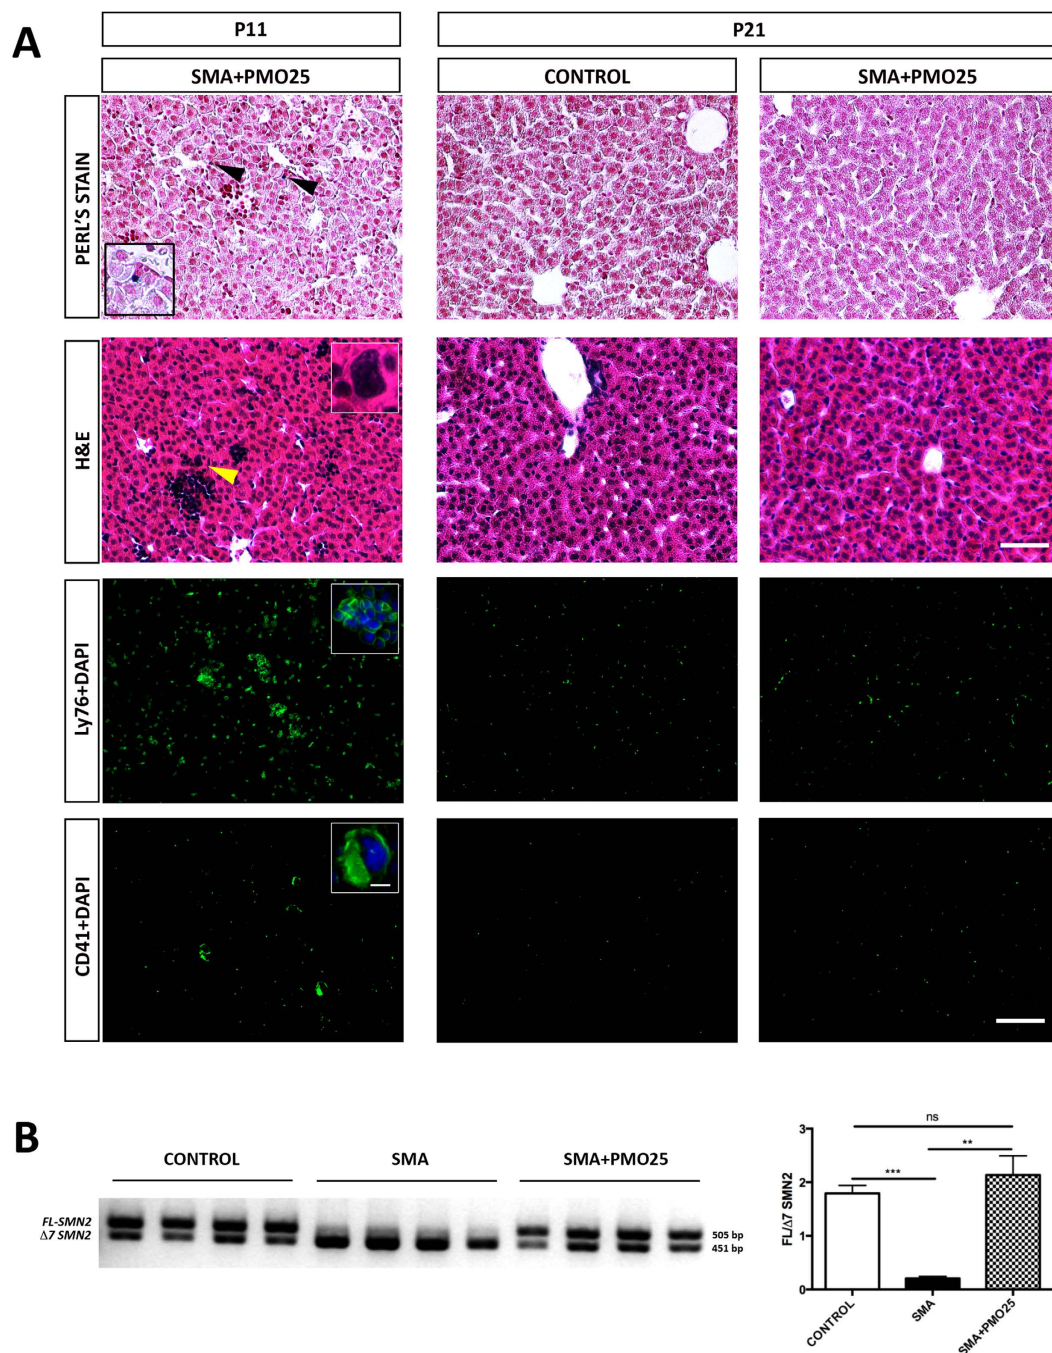 A
P11
P21
SMA+PMO25
CONTROL
SMA+PMO25
PERL'S STAIN
H&E
Ly76+DAPI
CD41+DAPI
B
CONTROL
SMA
SMA+PMO25
FL-SMN2
Δ7 SMN2
505 bp
451 bp
ns
***
**
FL/Δ7 SMN2
3
2
1
0
CONTROL
SMA
SMA+PMO25